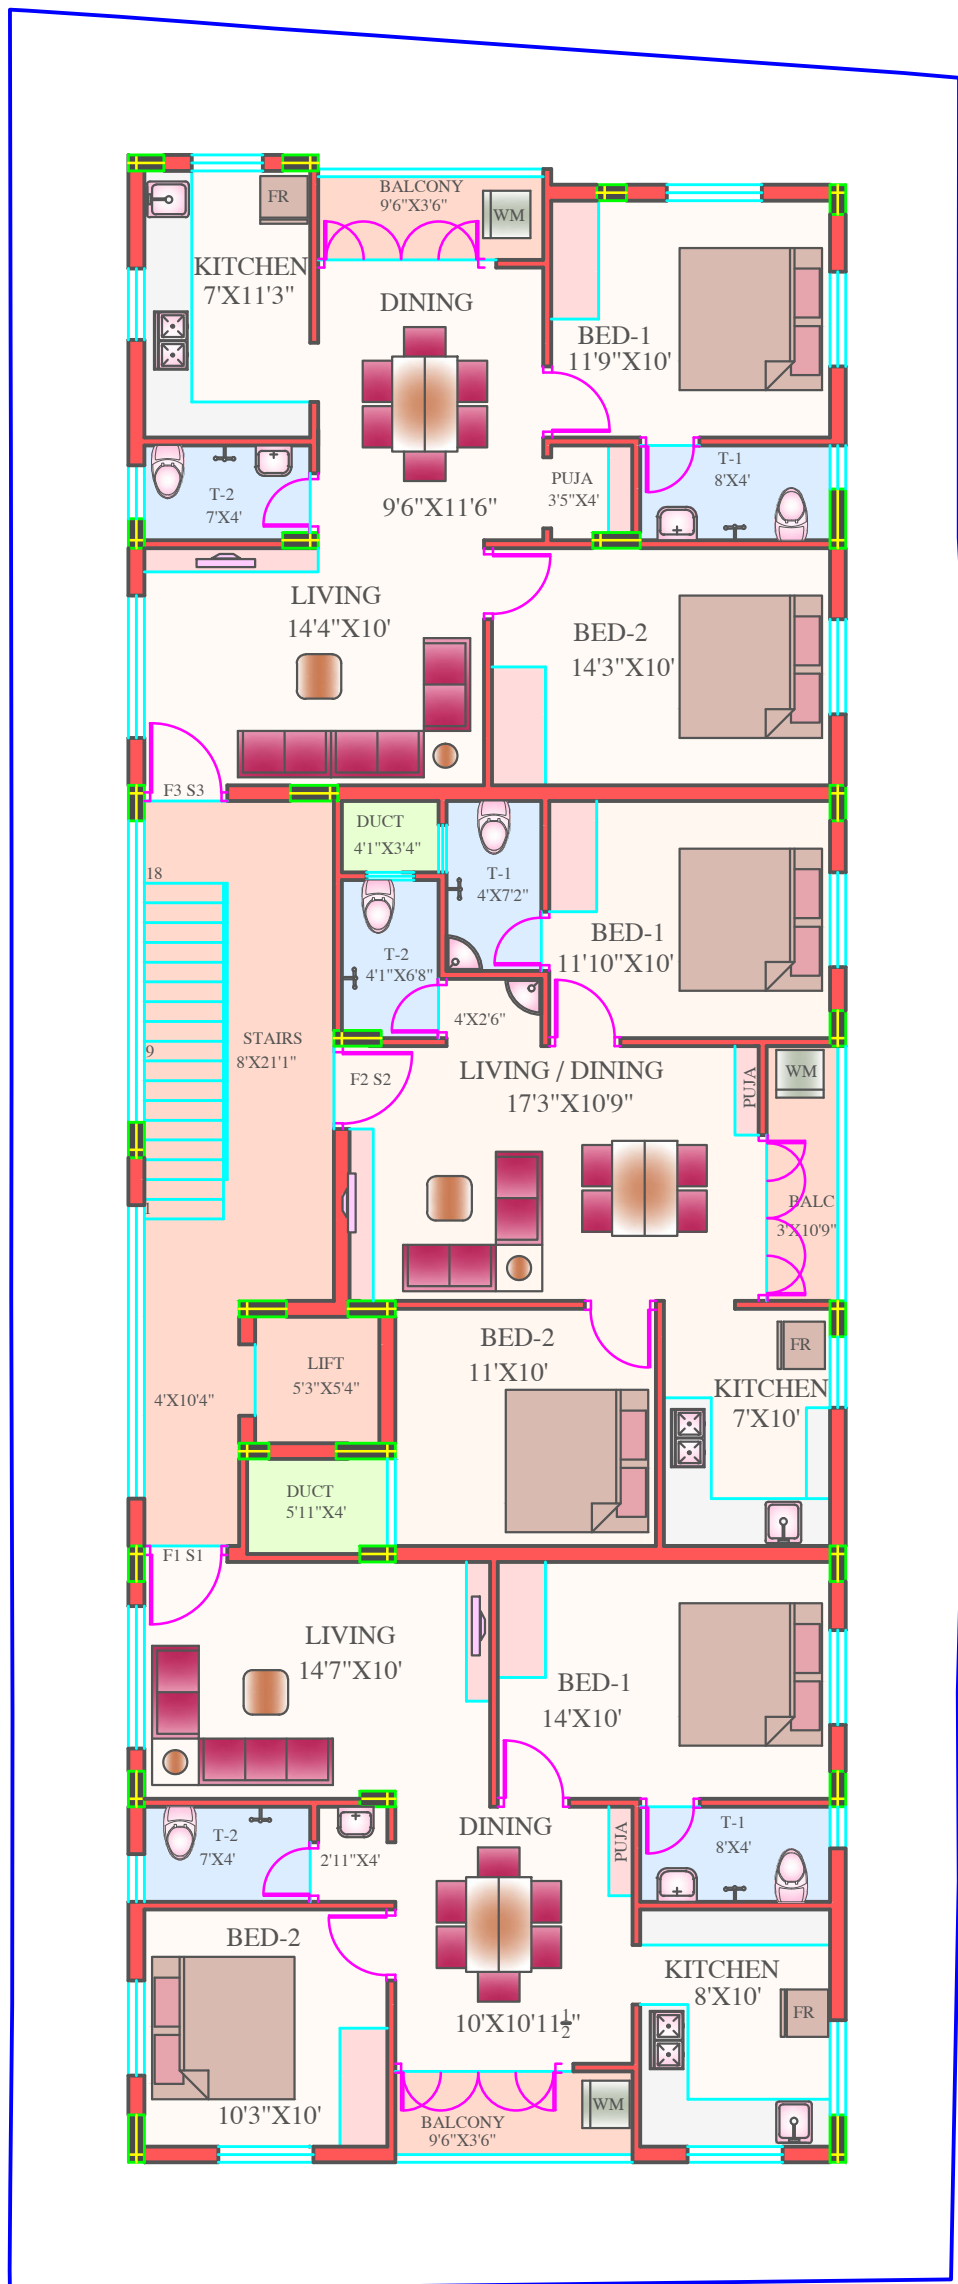 BALCONY
9'6"X3'6"
WM
FR
KITCHEN
7'X11'3"
DINING
BED-1
11'9"X10'
9'6"X11'6"
PUJA
3'5"X4'
T-1
8'X4'
T-2
7'X4'
LIVING
14'4"X10'
BED-2
14'3"X10'
F3 S3
DUCT
4'1"X3'4"
18
T-1
4'X7'2"
BED-1
11'10"X10'
T-2
4'1"X6'8"
4'X2'6"
STAIRS
8'X21'1"
9
F2 S2
LIVING / DINING
17'3"X10'9"
PUJA
WM
BALC
3'X10'9"
1
BED-2
11'X10'
LIFT
5'3"X5'4"
FR
KITCHEN
7'X10'
4'X10'4"
DUCT
5'11"X4'
F1 S1
LIVING
14'7"X10'
BED-1
14'X10'
DINING
PUJA
T-1
8'X4'
T-2
7'X4'
2'11"X4'
BED-2
KITCHEN
8'X10'
FR
10'X10'11½"
10'3"X10'
WM
BALCONY
9'6"X3'6"